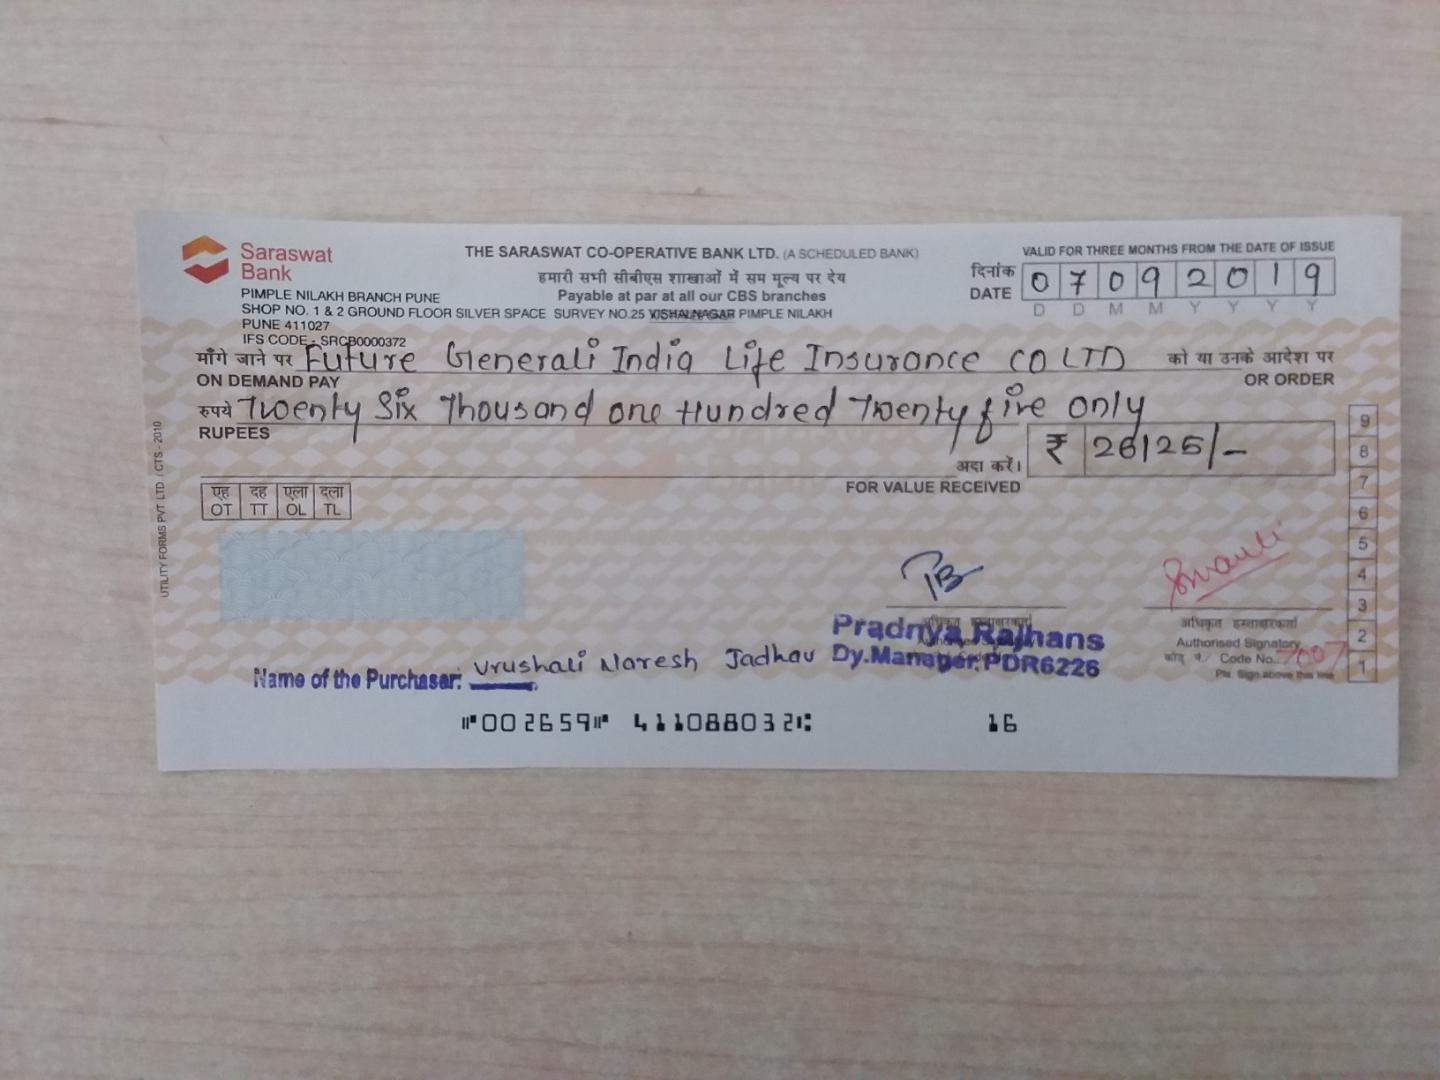 Saraswat
Bank
THE SARASWAT CO-OPERATIVE BANK LTD. (A SCHEDULED BANK)
हमारी सभी सीबीएस शाखाओं में सम मूल्य पर देय
Payable at par at all our CBS branches
VALID FOR THREE MONTHS FROM THE DATE OF ISSUE
दिनांक
DATE 0 7 0 9 2 0 1 9
D D M M Y Y Y Y
PIMPLE NILAKH BRANCH PUNE
SHOP NO. 1 & 2 GROUND FLOOR SILVER SPACE SURVEY NO.25 VISHALNAGAR PIMPLE NILAKH
PUNE 411027
IFS CODE - SRCB0000372
माँगे जाने पर Future Generali India Life Insurance CO LTD को या उनके आदेश पर
ON DEMAND PAY OR ORDER
रुपये Twenty Six Thousand one Hundred Twenty five only
RUPEES
अदा करें। ₹ 26125/-
FOR VALUE RECEIVED
एह दह एला दला
OT TT OL TL
9
8
7
6
5
4
3
2
1
UTILITY FORMS PVT LTD / CTS - 2010
अधिकृत हस्ताक्षरकर्ता
Pradnya Rajhans
Dy.Manager.PDR6226
अधिकृत हस्ताक्षरकर्ता
Authorised Signatory
Code No. 7007
Pls. Sign above this line
Name of the Purchaser: Vrushali Naresh Jadhav
⑈002659⑈ 411088032⑆ 16